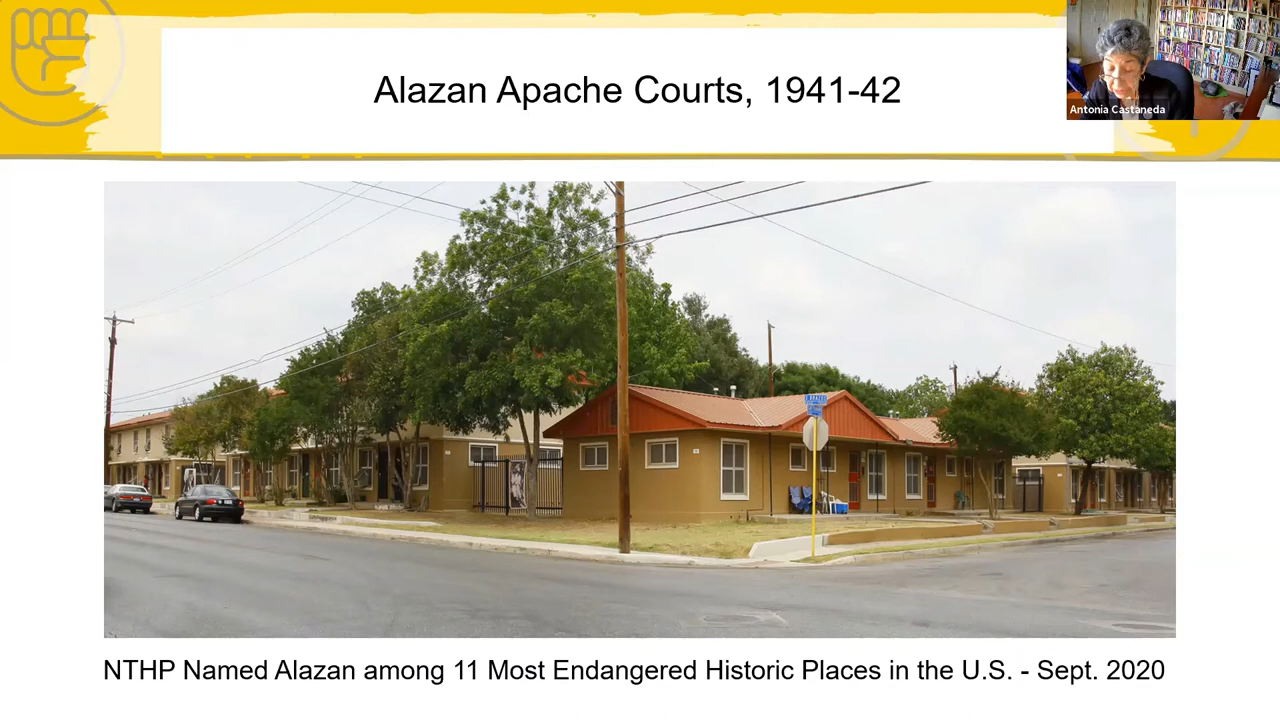 Alazan Apache Courts, 1941-42
Antonia Castaneda
NTHP Named Alazan among 11 Most Endangered Historic Places in the U.S. - Sept. 2020